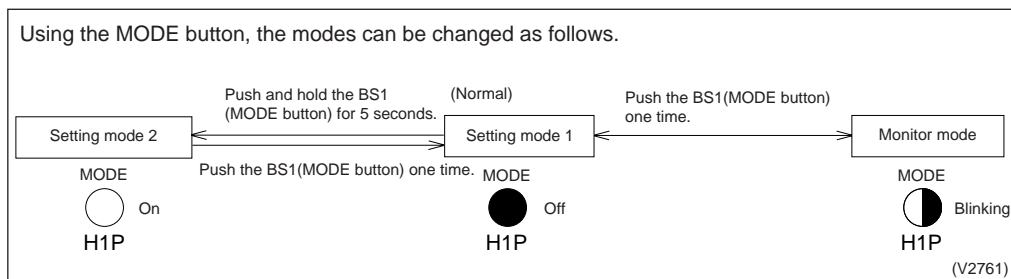 Using the MODE button, the modes can be changed as follows.
Push and hold the BS1
(MODE button) for 5 seconds.
(Normal)
Push the BS1(MODE button)
one time.
Setting mode 2
Setting mode 1
Monitor mode
Push the BS1(MODE button) one time.
MODE
On
H1P
MODE
Off
H1P
MODE
Blinking
H1P
(V2761)